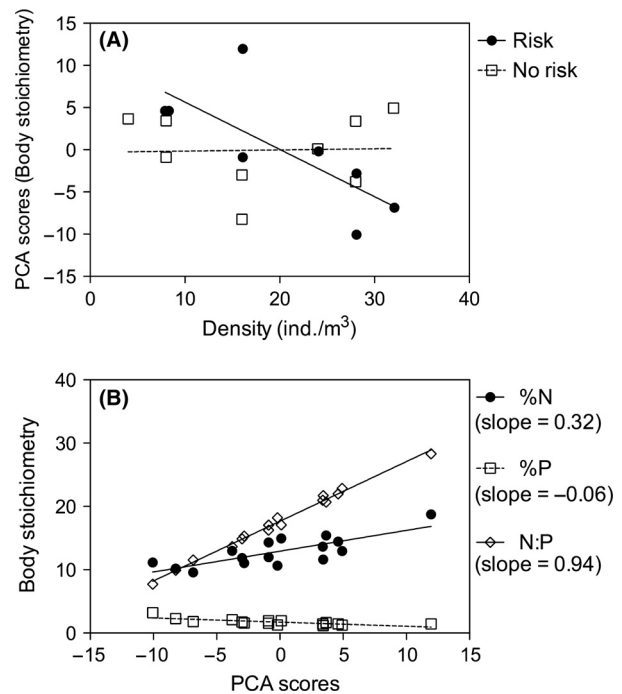 (A)
PCA scores (Body stoichiometry)
15
10
5
0
−5
−10
−15
0
10
20
30
40
Density (ind./m³)
Risk
No risk
(B)
Body stoichiometry
40
30
20
10
0
−15
−10
−5
0
5
10
15
PCA scores
%N
(slope = 0.32)
%P
(slope = −0.06)
N:P
(slope = 0.94)